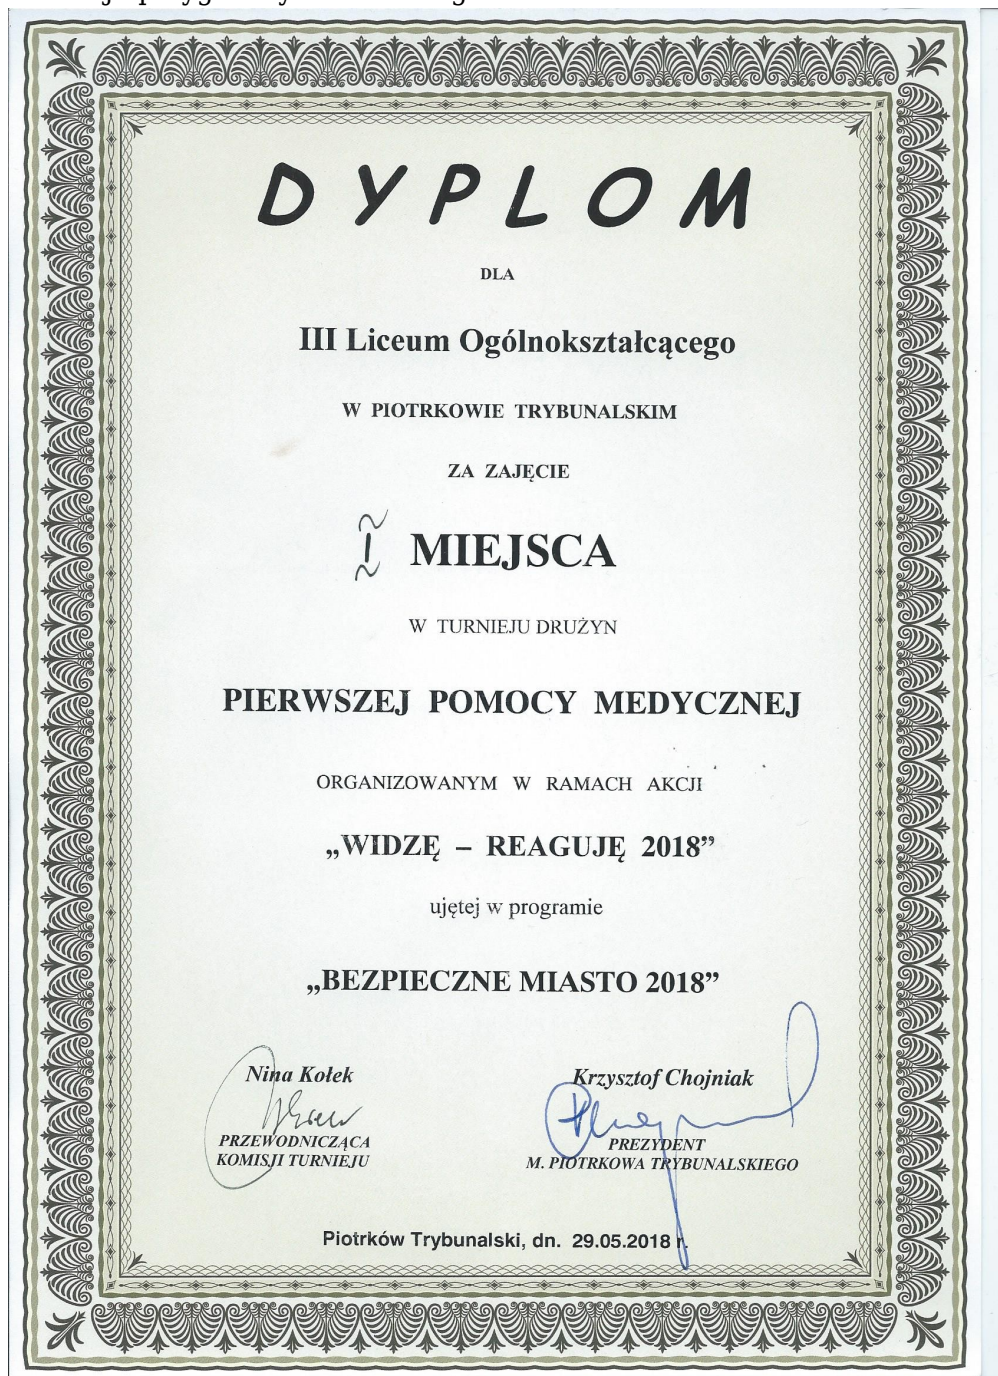 DYPLOM
DLA
III Liceum Ogólnokształcącego
W PIOTRKOWIE TRYBUNALSKIM
ZA ZAJĘCIE
I MIEJSCA
W TURNIEJU DRUŻYN
PIERWSZEJ POMOCY MEDYCZNEJ
ORGANIZOWANYM W RAMACH AKCJI
„WIDZĘ – REAGUJĘ 2018”
ujętej w programie
„BEZPIECZNE MIASTO 2018”
Nina Kołek
PRZEWODNICZĄCA
KOMISJI TURNIEJU
Krzysztof Chojniak
PREZYDENT
M. PIOTRKOWA TRYBUNALSKIEGO
Piotrków Trybunalski, dn. 29.05.2018 r.